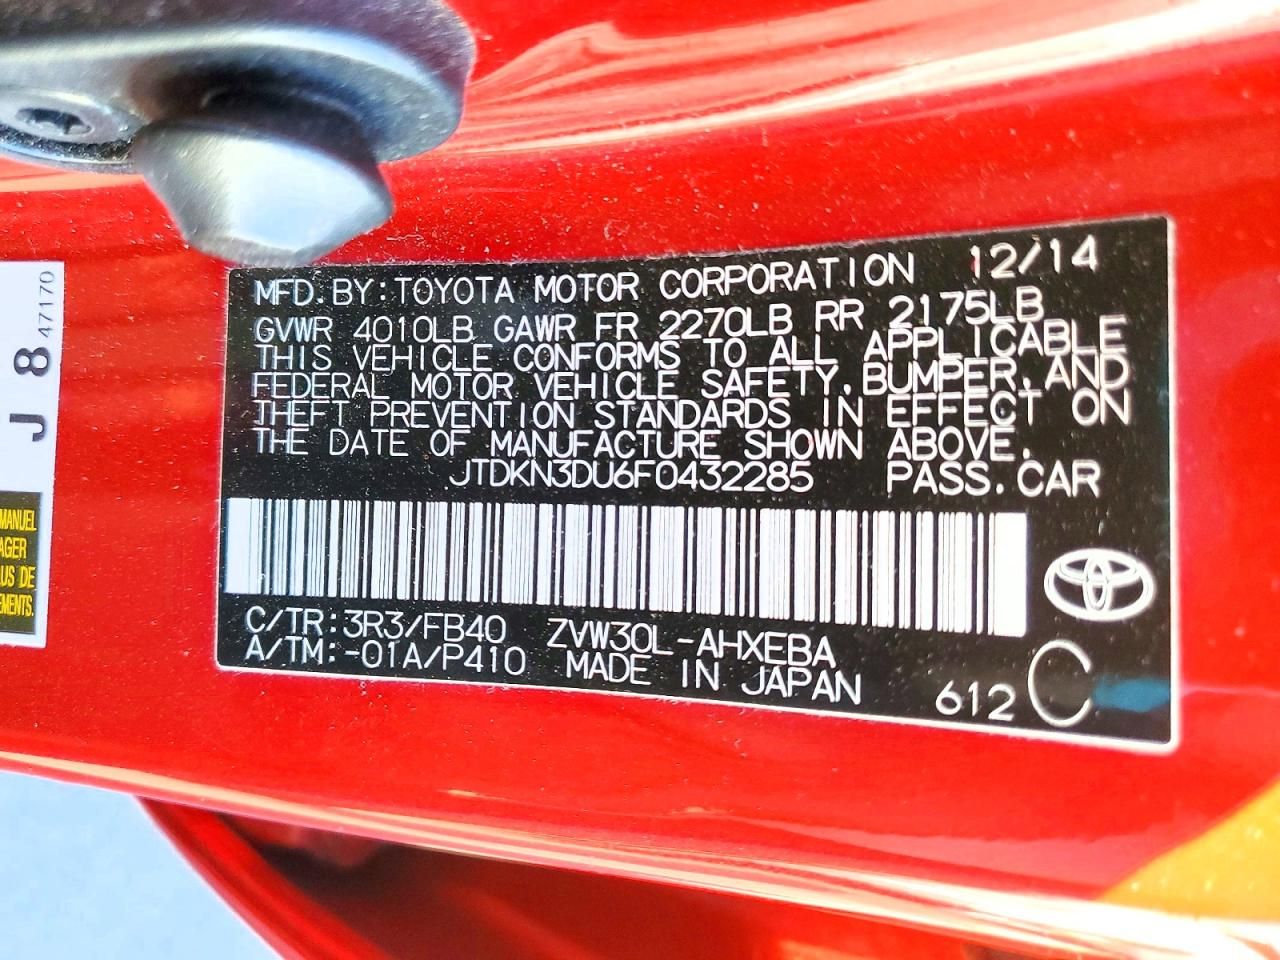 MFD.BY:TOYOTA MOTOR CORPORATION 12/14
GVWR 4010LB GAWR FR 2270LB RR 2175LB
THIS VEHICLE CONFORMS TO ALL APPLICABLE
FEDERAL MOTOR VEHICLE SAFETY,BUMPER,AND
THEFT PREVENTION STANDARDS IN EFFECT ON
THE DATE OF MANUFACTURE SHOWN ABOVE.
JTDKN3DU6F0432285 PASS.CAR
C/TR:3R3/FB40 ZVW30L-AHXEBA
A/TM:-01A/P410 MADE IN JAPAN
612 C
J 8 47170
MANUEL
AGER
US DE
EMENTS.